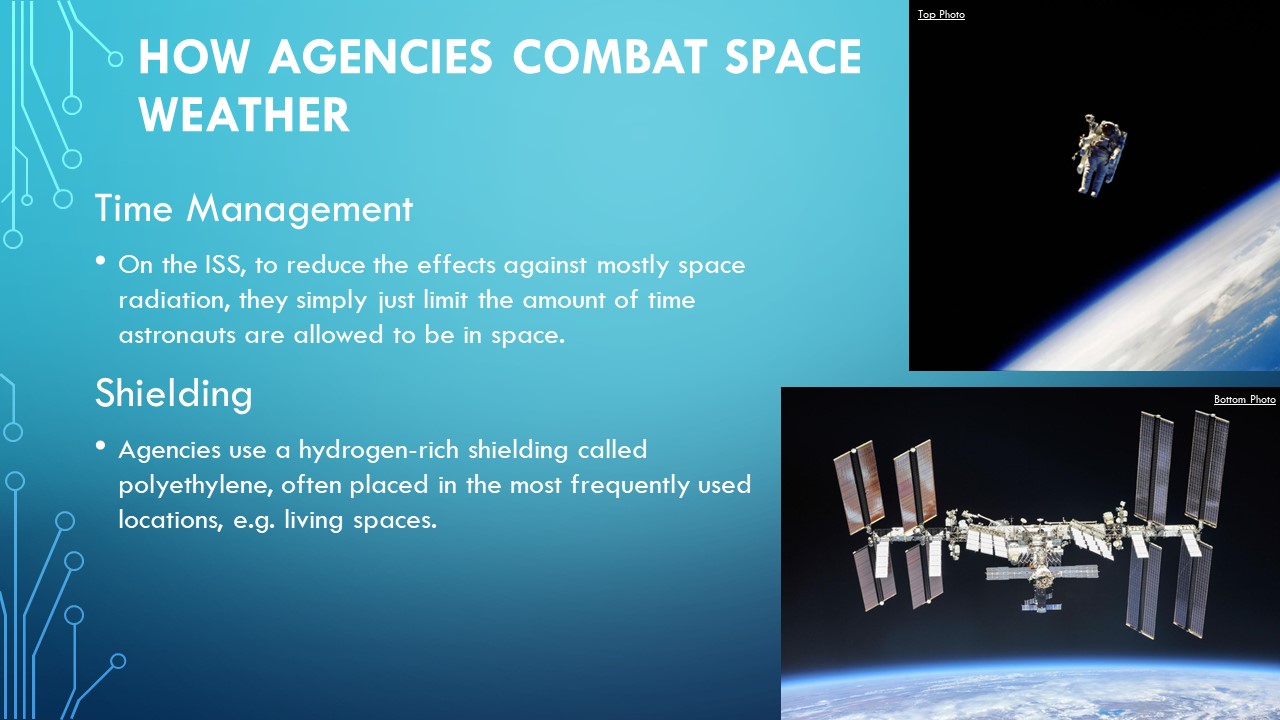 HOW AGENCIES COMBAT SPACE
WEATHER
Time Management
• On the ISS, to reduce the effects against mostly space
radiation, they simply just limit the amount of time
astronauts are allowed to be in space.
Shielding
• Agencies use a hydrogen-rich shielding called
polyethylene, often placed in the most frequently used
locations, e.g. living spaces.
Top Photo
Bottom Photo